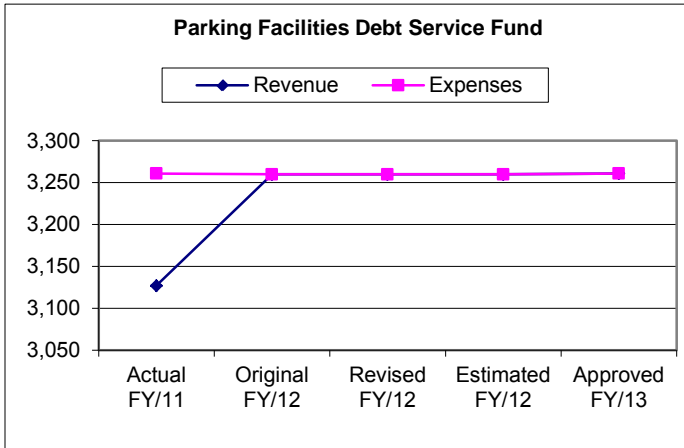 Parking Facilities Debt Service Fund
Revenue Expenses
3,300
3,250
3,200
3,150
3,100
3,050
Actual Original Revised Estimated Approved
FY/11 FY/12 FY/12 FY/12 FY/13